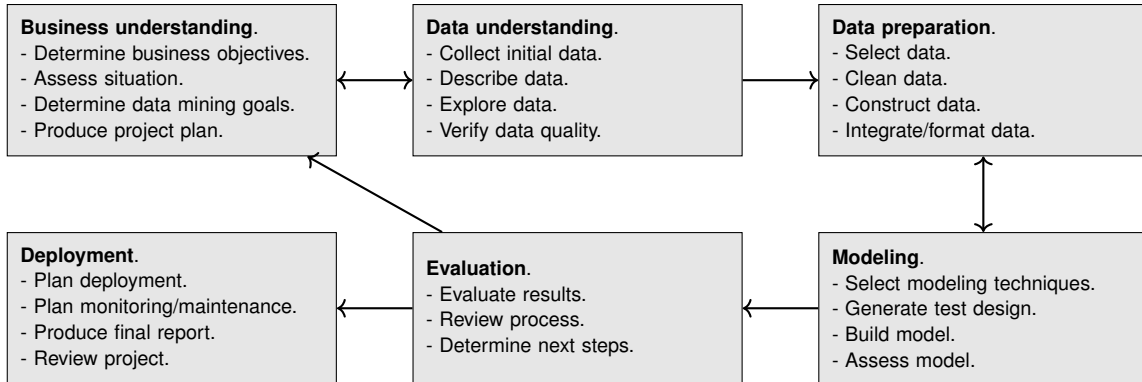 Business understanding.
- Determine business objectives.
- Assess situation.
- Determine data mining goals.
- Produce project plan.
Data understanding.
- Collect initial data.
- Describe data.
- Explore data.
- Verify data quality.
Data preparation.
- Select data.
- Clean data.
- Construct data.
- Integrate/format data.
Deployment.
- Plan deployment.
- Plan monitoring/maintenance.
- Produce final report.
- Review project.
Evaluation.
- Evaluate results.
- Review process.
- Determine next steps.
Modeling.
- Select modeling techniques.
- Generate test design.
- Build model.
- Assess model.